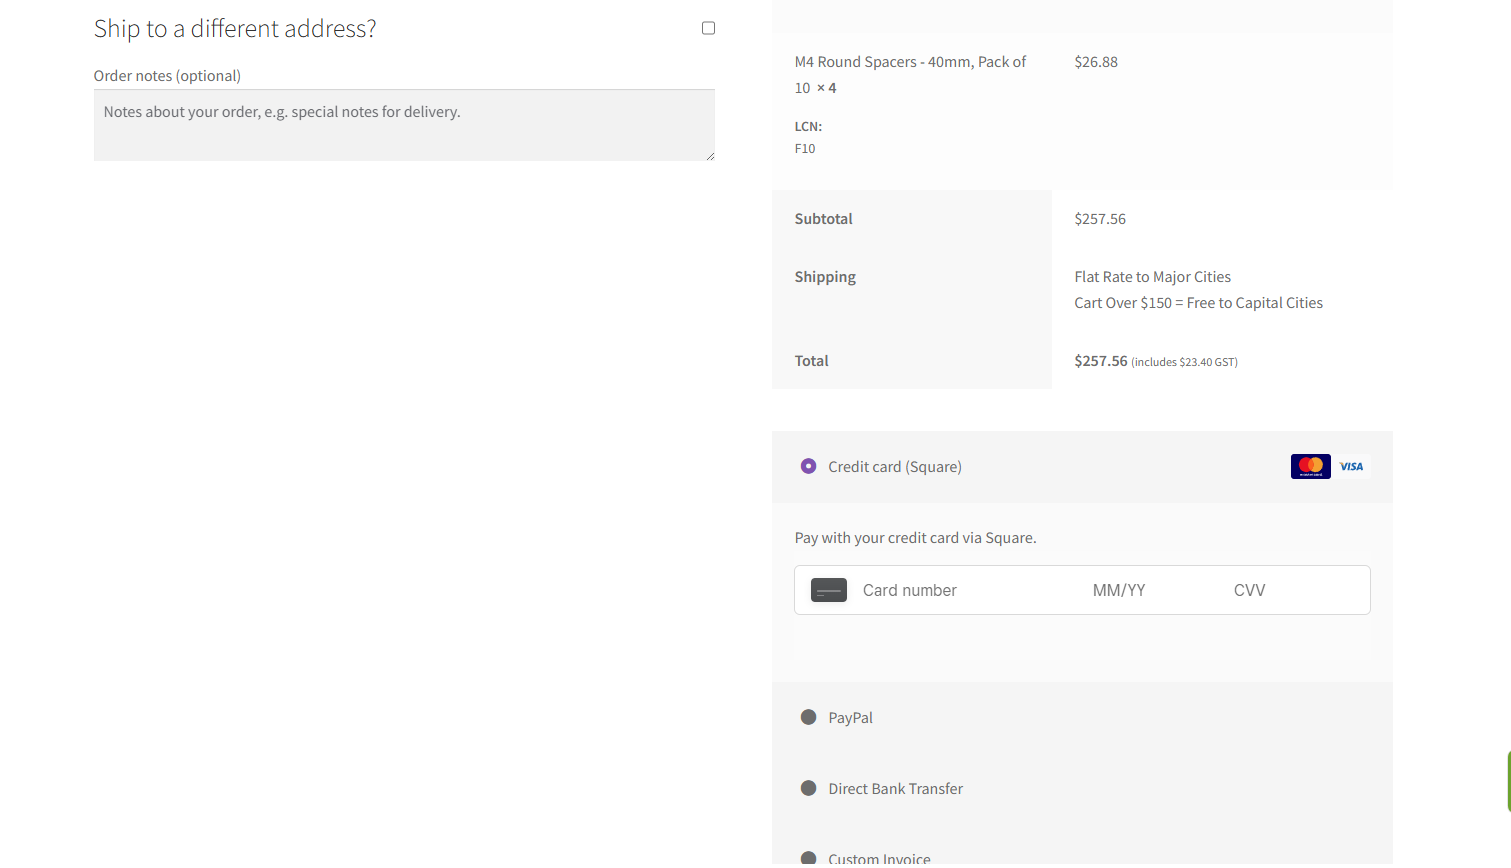 Ship to a different address?
Order notes (optional)
Notes about your order, e.g. special notes for delivery.
M4 Round Spacers - 40mm, Pack of $26.88
10 × 4
LCN:
F10
Subtotal $257.56
Shipping Flat Rate to Major Cities
Cart Over $150 = Free to Capital Cities
Total $257.56 (includes $23.40 GST)
Credit card (Square) VISA
Pay with your credit card via Square.
Card number MM/YY CVV
PayPal
Direct Bank Transfer
Custom Invoice